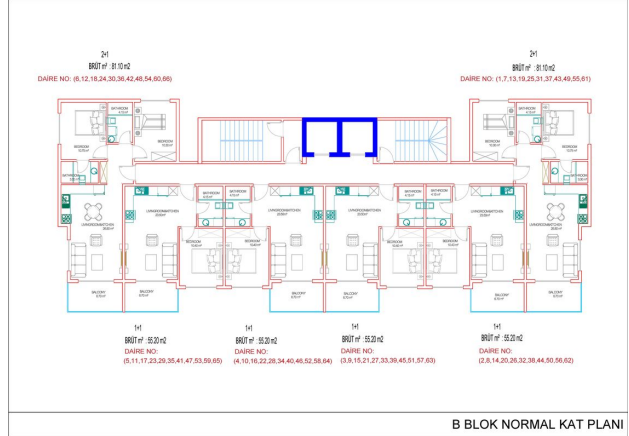 2+1
BRÜT m² : 81.10 m2
DAİRE NO: (6,12,18,24,30,36,42,48,54,60,66)
2+1
BRÜT m² : 81.10 m2
DAİRE NO: (1,7,13,19,25,31,37,43,49,55,61)
BATHROOM
BEDROOM
BEDROOM
BATHROOM
BEDROOM
BEDROOM
BATHROOM
BATHROOM
LIVINGROOM/KITCHEN
LIVINGROOM/KITCHEN
BATHROOM
BATHROOM
LIVINGROOM/KITCHEN
LIVINGROOM/KITCHEN
BATHROOM
BATHROOM
LIVINGROOM/KITCHEN
LIVINGROOM/KITCHEN
BEDROOM
BEDROOM
BEDROOM
BEDROOM
BALCONY
BALCONY
BALCONY
BALCONY
BALCONY
BALCONY
1+1
BRÜT m² : 55.20 m2
DAİRE NO:
(5,11,17,23,29,35,41,47,53,59,65)
1+1
BRÜT m² : 55.20 m2
DAİRE NO:
(4,10,16,22,28,34,40,46,52,58,64)
1+1
BRÜT m² : 55.20 m2
DAİRE NO:
(3,9,15,21,27,33,39,45,51,57,63)
1+1
BRÜT m² : 55.20 m2
DAİRE NO:
(2,8,14,20,26,32,38,44,50,56,62)
B BLOK NORMAL KAT PLANI